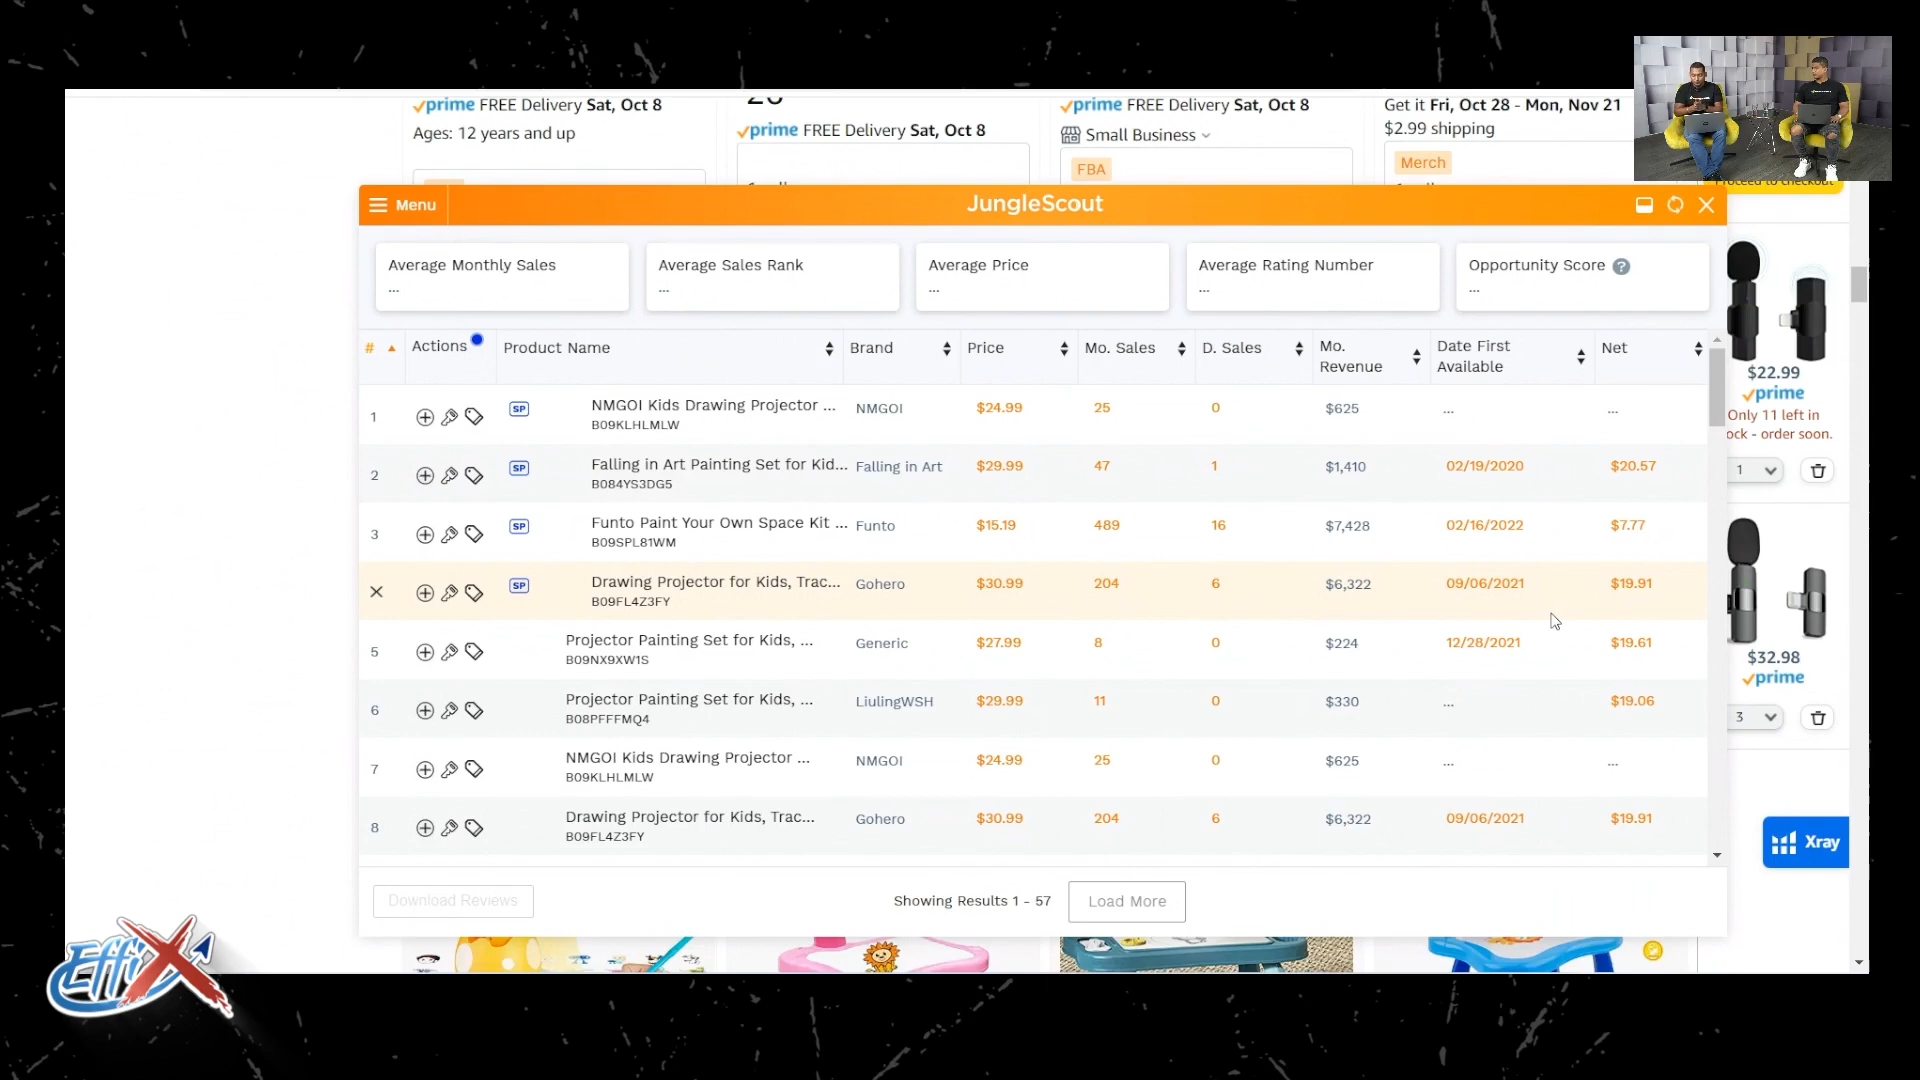 prime FREE Delivery Sat, Oct 8
Ages: 12 years and up
prime FREE Delivery Sat, Oct 8
prime FREE Delivery Sat, Oct 8
Small Business
FBA
Get it Fri, Oct 28 - Mon, Nov 21
$2.99 shipping
Merch
Proceed to checkout
Menu
JungleScout
Average Monthly Sales
...
Average Sales Rank
...
Average Price
...
Average Rating Number
...
Opportunity Score ?
...
# Actions Product Name Brand Price Mo. Sales D. Sales Mo. Revenue Date First Available Net
1 SP NMGOI Kids Drawing Projector ... NMGOI $24.99 25 0 $625 ... ...
B09KLHLMLW
2 SP Falling in Art Painting Set for Kid... Falling in Art $29.99 47 1 $1,410 02/19/2020 $20.57
B084YS3DG5
3 SP Funto Paint Your Own Space Kit ... Funto $15.19 489 16 $7,428 02/16/2022 $7.77
B09SPL81WM
SP Drawing Projector for Kids, Trac... Gohero $30.99 204 6 $6,322 09/06/2021 $19.91
B09FL4Z3FY
5 Projector Painting Set for Kids, ... Generic $27.99 8 0 $224 12/28/2021 $19.61
B09NX9XW1S
6 Projector Painting Set for Kids, ... LiulingWSH $29.99 11 0 $330 ... $19.06
B08PFFFMQ4
7 NMGOI Kids Drawing Projector ... NMGOI $24.99 25 0 $625 ... ...
B09KLHLMLW
8 Drawing Projector for Kids, Trac... Gohero $30.99 204 6 $6,322 09/06/2021 $19.91
B09FL4Z3FY
Download Reviews
Showing Results 1 - 57
Load More
$22.99
prime
Only 11 left in
ock - order soon.
1
$32.98
prime
3
Xray
EffiX